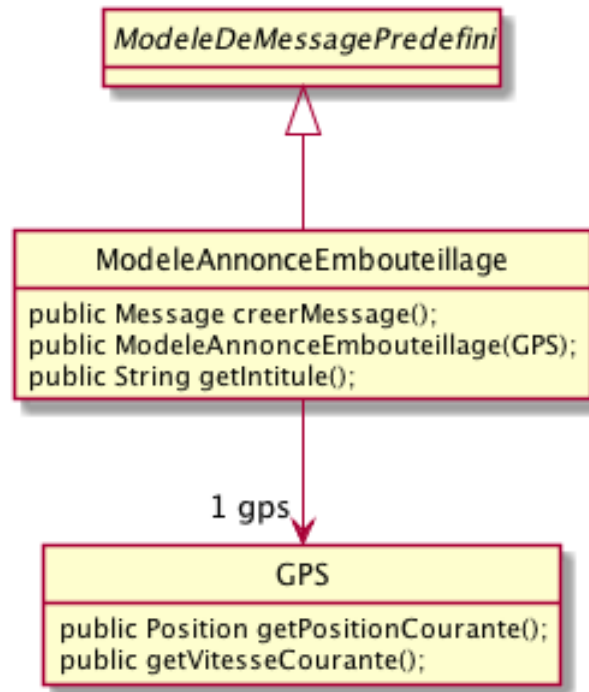 ModeleDeMessagePredefini
ModeleAnnonceEmbouteillage
public Message creerMessage();
public ModeleAnnonceEmbouteillage(GPS);
public String getIntitule();
1 gps
GPS
public Position getPositionCourante();
public getVitesseCourante();